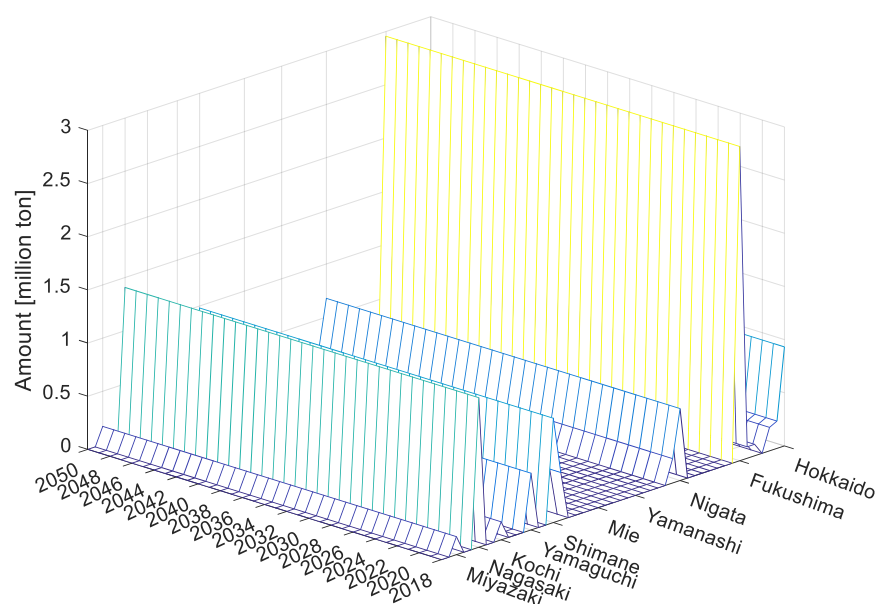 3
2.5
2
1.5
1
0.5
0
Amount [million ton]
2050
2048
2046
2044
2042
2040
2038
2036
2034
2032
2030
2028
2026
2024
2022
2020
2018
Miyazaki
Nagasaki
Kochi
Yamaguchi
Shimane
Mie
Yamanashi
Nigata
Fukushima
Hokkaido